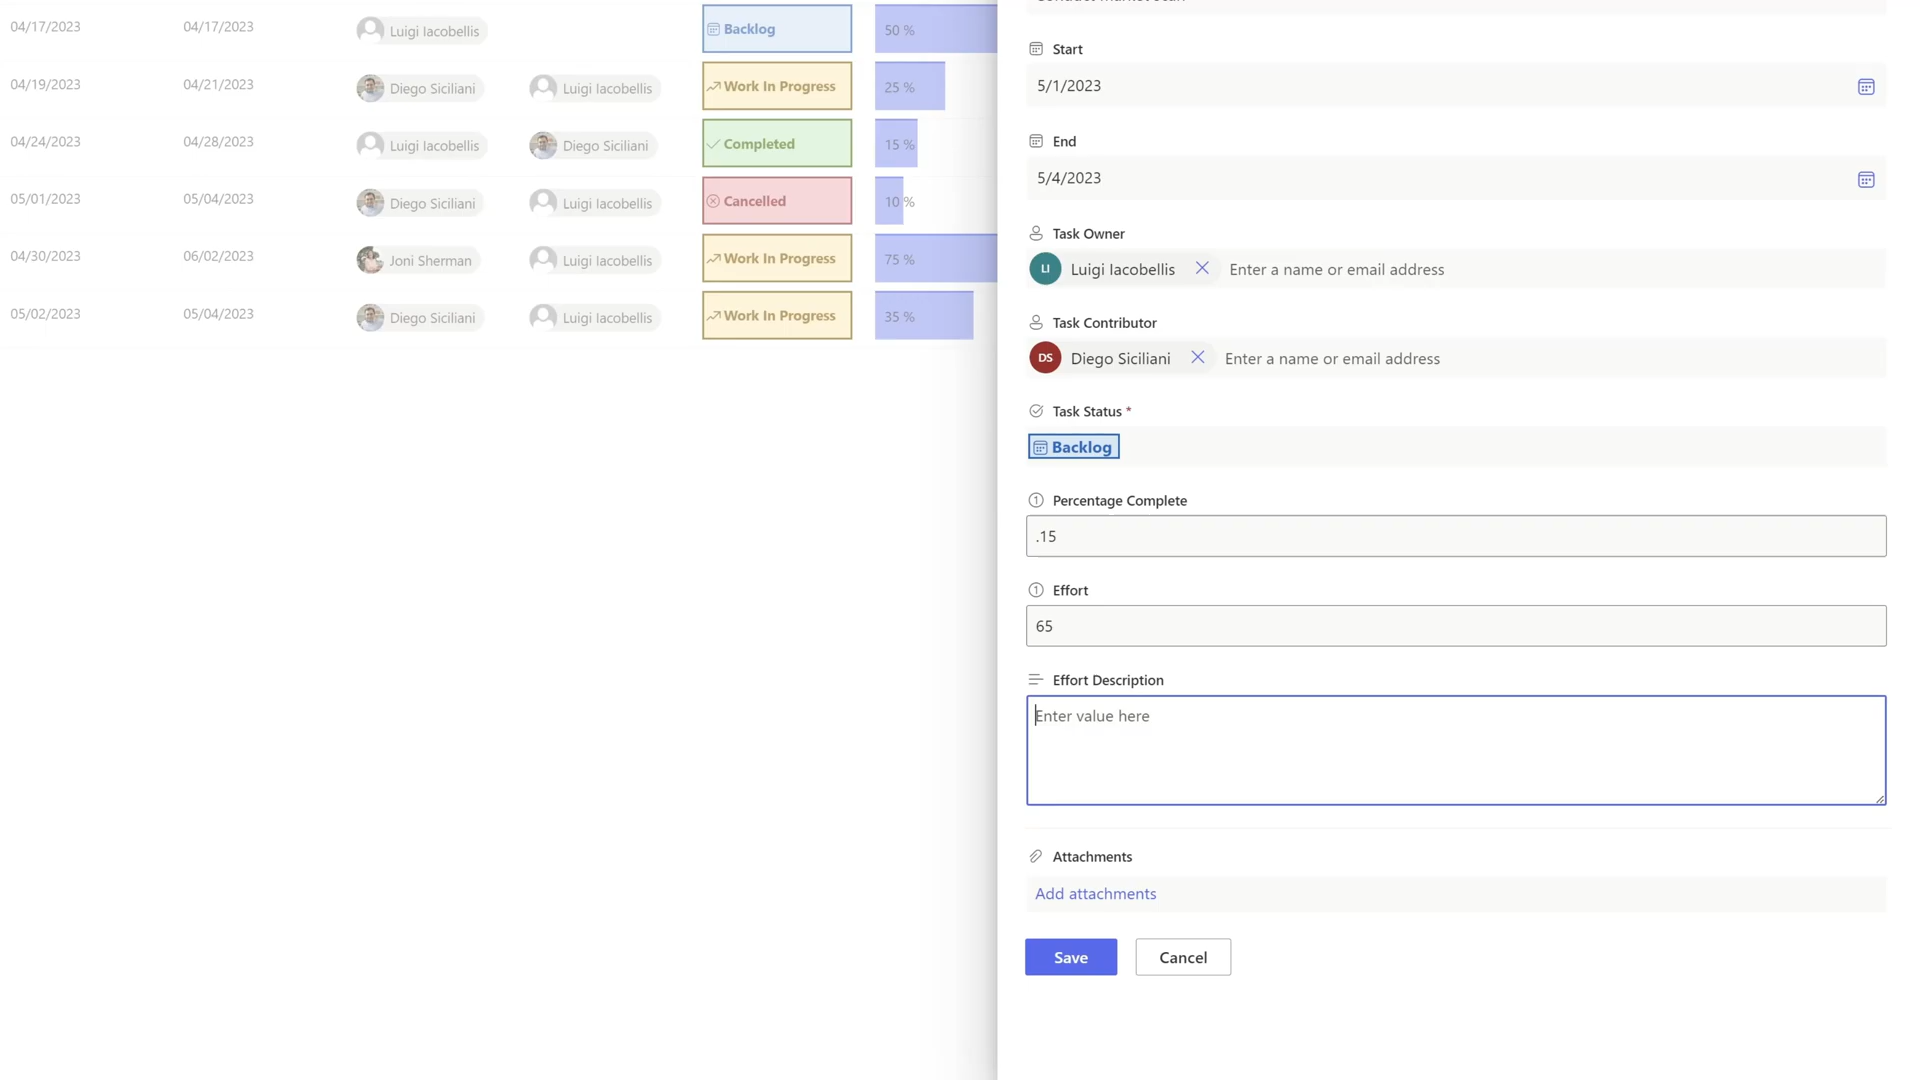 04/17/2023 04/17/2023 Luigi Iacobellis Backlog 50 %
04/19/2023 04/21/2023 Diego Siciliani Luigi Iacobellis Work In Progress 25 %
04/24/2023 04/28/2023 Luigi Iacobellis Diego Siciliani Completed 15 %
05/01/2023 05/04/2023 Diego Siciliani Luigi Iacobellis Cancelled 10 %
04/30/2023 06/02/2023 Joni Sherman Luigi Iacobellis Work In Progress 75 %
05/02/2023 05/04/2023 Diego Siciliani Luigi Iacobellis Work In Progress 35 %
Start
5/1/2023
End
5/4/2023
Task Owner
LI Luigi Iacobellis Enter a name or email address
Task Contributor
DS Diego Siciliani Enter a name or email address
Task Status *
Backlog
Percentage Complete
.15
Effort
65
Effort Description
Enter value here
Attachments
Add attachments
Save Cancel